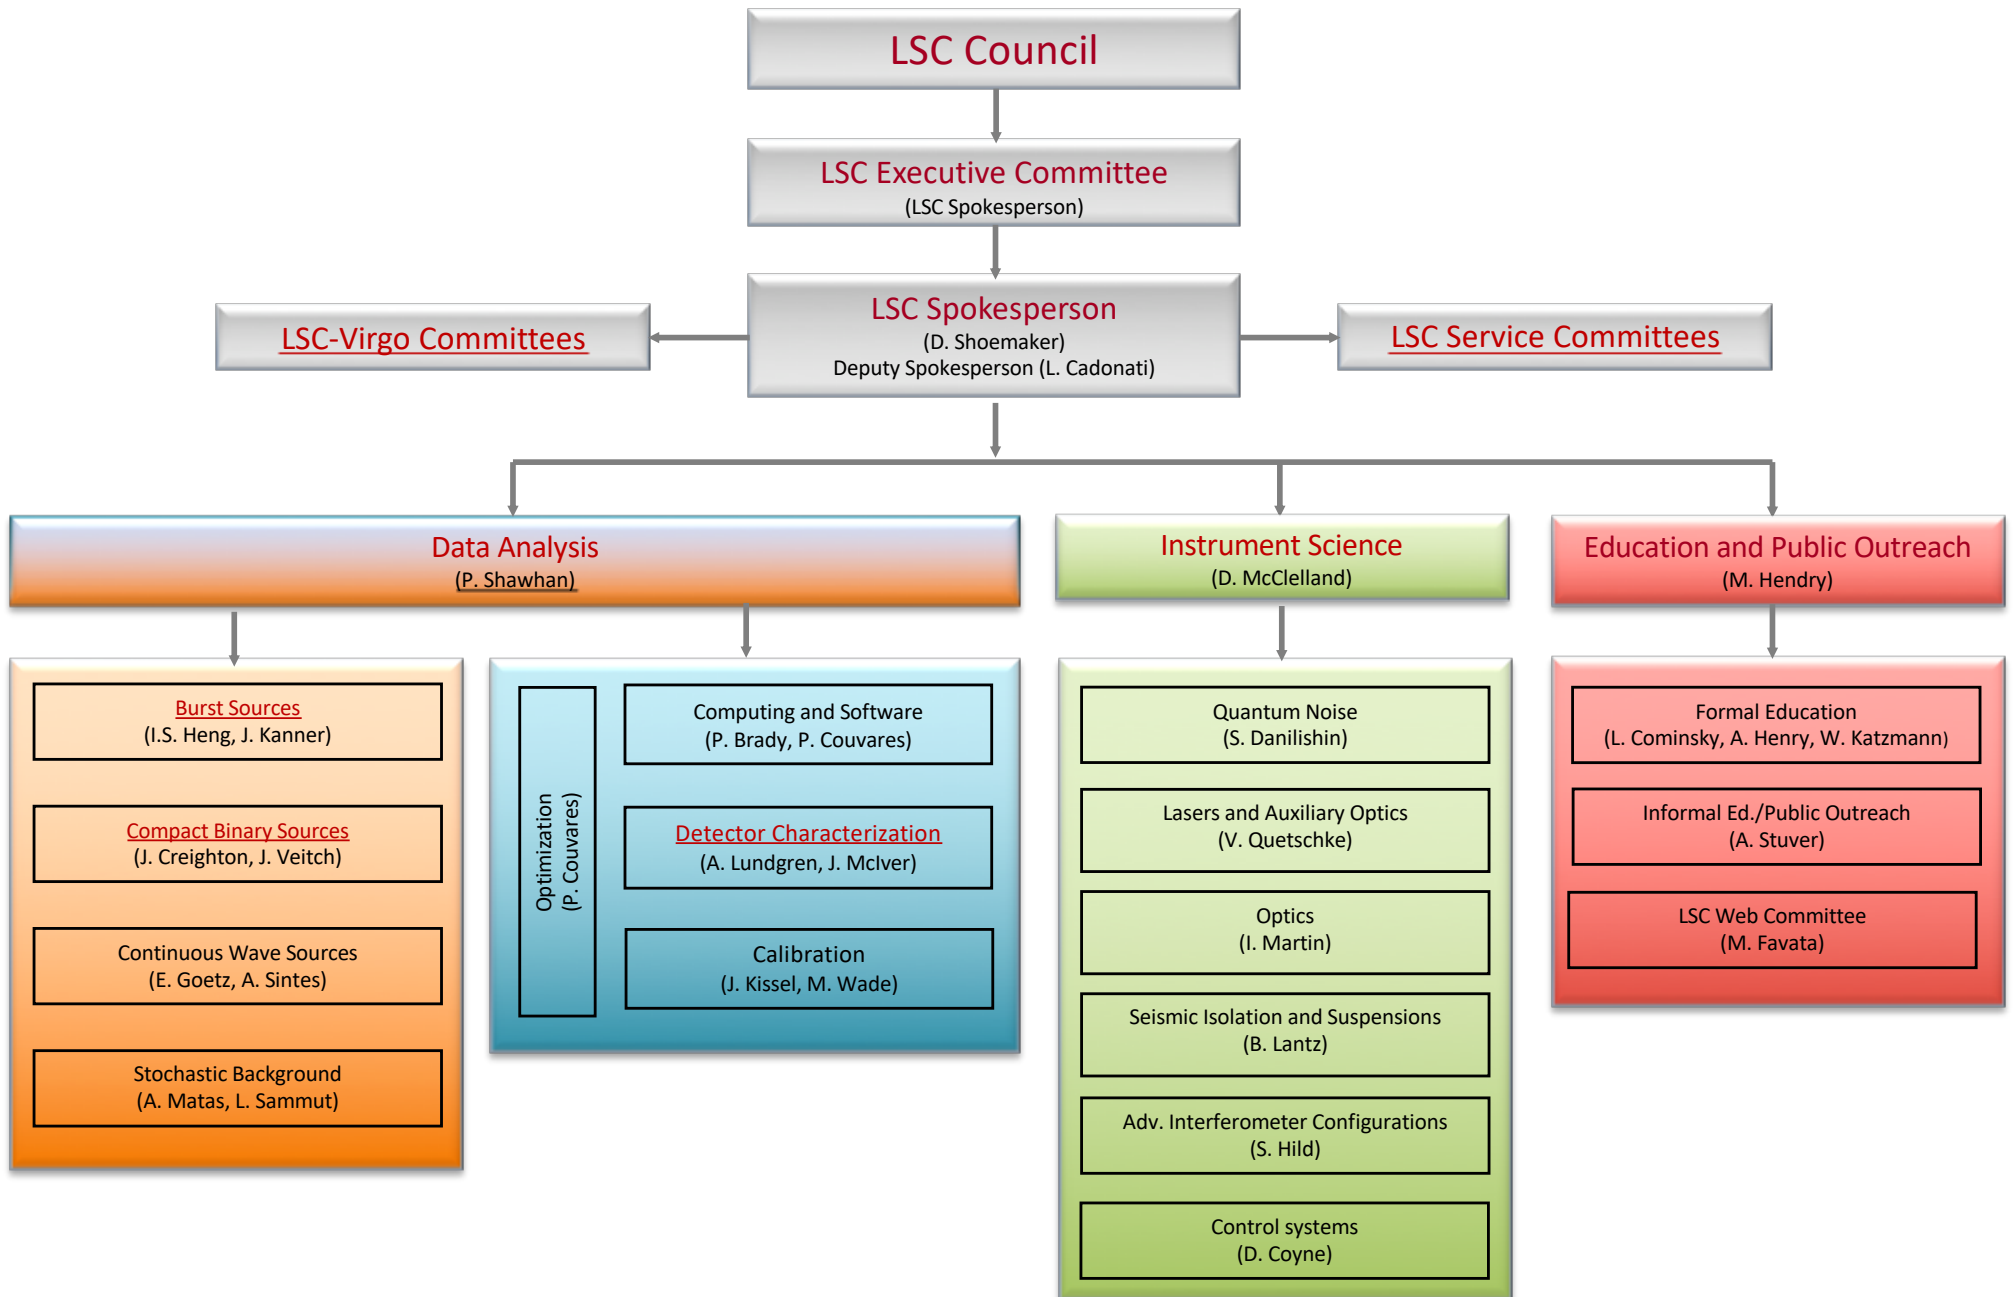 LSC Council
LSC Executive Committee
(LSC Spokesperson)
LSC Spokesperson
(D. Shoemaker)
Deputy Spokesperson (L. Cadonati)
LSC-Virgo Committees
LSC Service Committees
Data Analysis
(P. Shawhan)
Instrument Science
(D. McClelland)
Education and Public Outreach
(M. Hendry)
Burst Sources
(I.S. Heng, J. Kanner)
Compact Binary Sources
(J. Creighton, J. Veitch)
Continuous Wave Sources
(E. Goetz, A. Sintes)
Stochastic Background
(A. Matas, L. Sammut)
Optimization
(P. Couvares)
Computing and Software
(P. Brady, P. Couvares)
Detector Characterization
(A. Lundgren, J. McIver)
Calibration
(J. Kissel, M. Wade)
Quantum Noise
(S. Danilishin)
Lasers and Auxiliary Optics
(V. Quetschke)
Optics
(I. Martin)
Seismic Isolation and Suspensions
(B. Lantz)
Adv. Interferometer Configurations
(S. Hild)
Control systems
(D. Coyne)
Formal Education
(L. Cominsky, A. Henry, W. Katzmann)
Informal Ed./Public Outreach
(A. Stuver)
LSC Web Committee
(M. Favata)